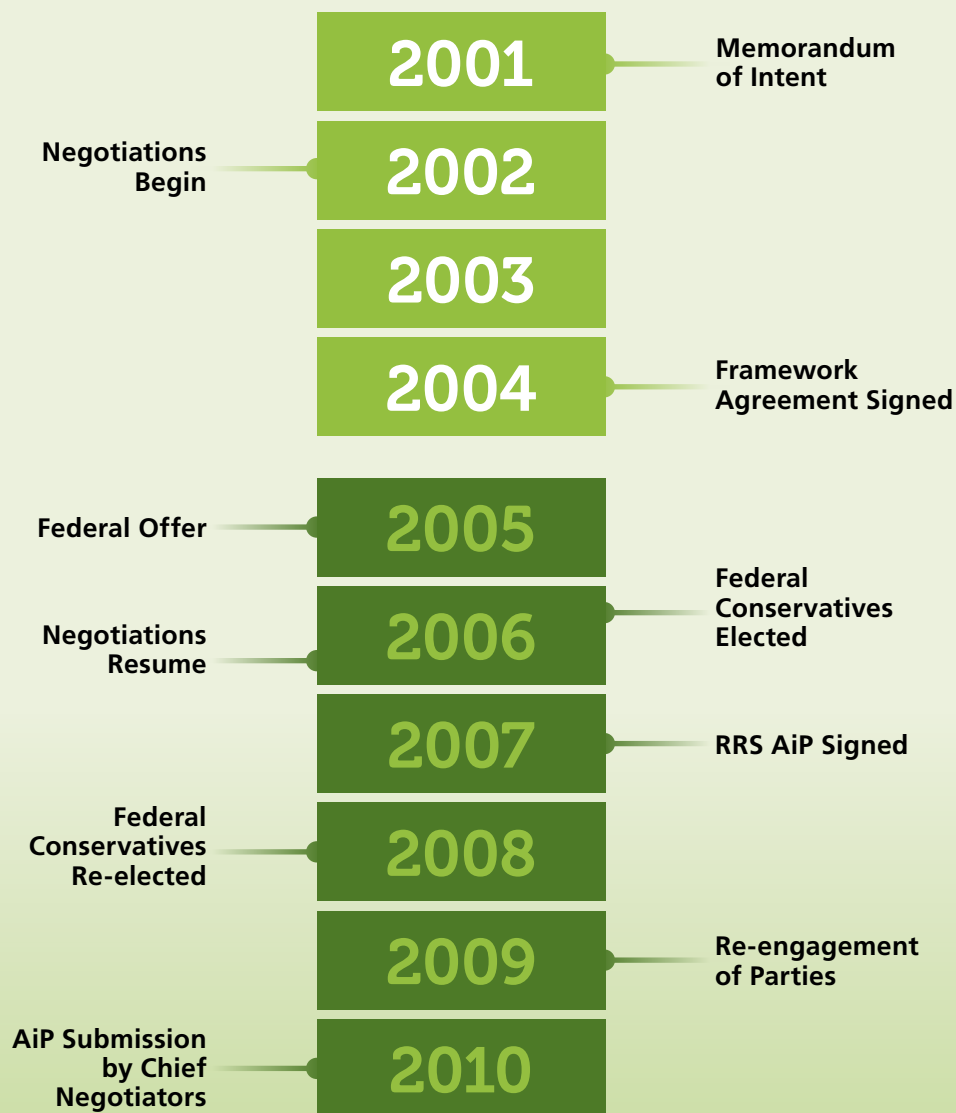 2001
Memorandum
of Intent
Negotiations
Begin
2002
2003
2004
Framework
Agreement Signed
Federal Offer
2005
Federal
Conservatives
Elected
2006
Negotiations
Resume
2007
RRS AiP Signed
Federal
Conservatives
Re-elected
2008
2009
Re-engagement
of Parties
AiP Submission
by Chief
Negotiators
2010